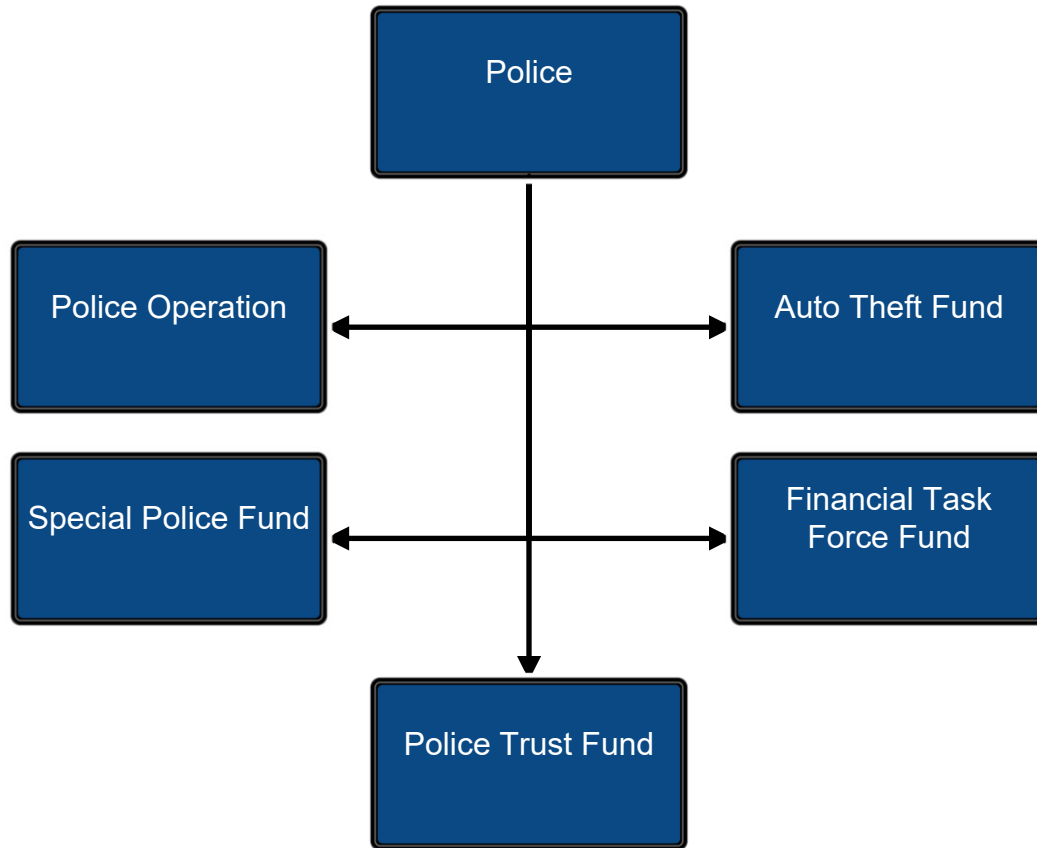 Police
Police Operation
Auto Theft Fund
Special Police Fund
Financial Task
Force Fund
Police Trust Fund